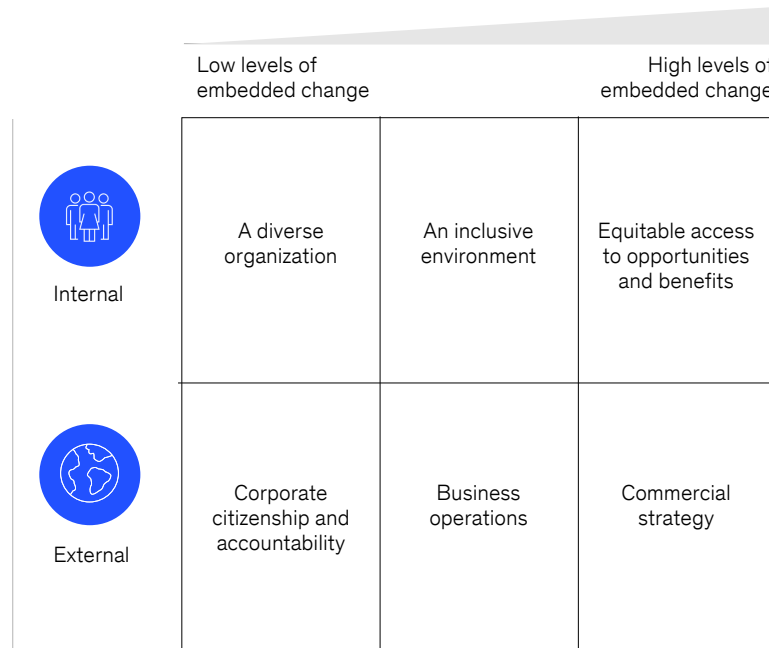 Low levels of
embedded change
High levels of
embedded change
Internal
A diverse
organization
An inclusive
environment
Equitable access
to opportunities
and benefits
External
Corporate
citizenship and
accountability
Business
operations
Commercial
strategy